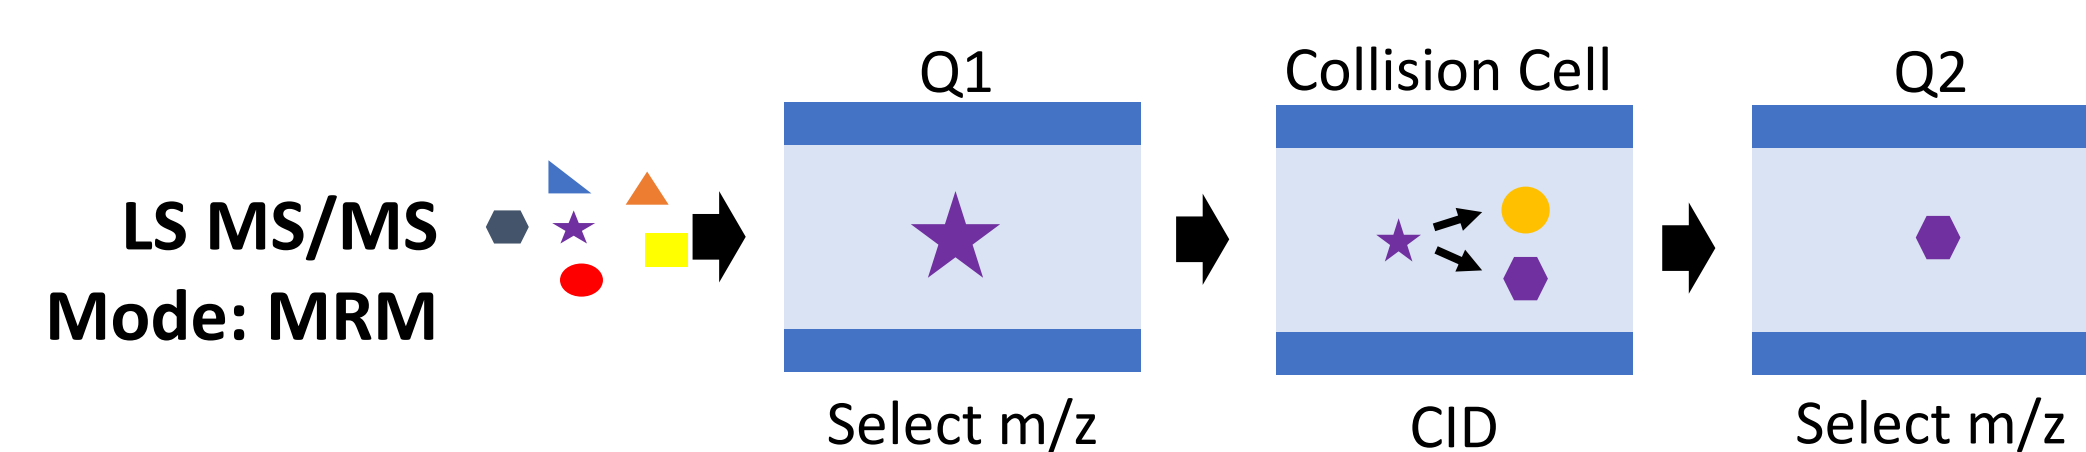 LS MS/MS
Mode: MRM
Q1
Select m/z
Collision Cell
CID
Q2
Select m/z